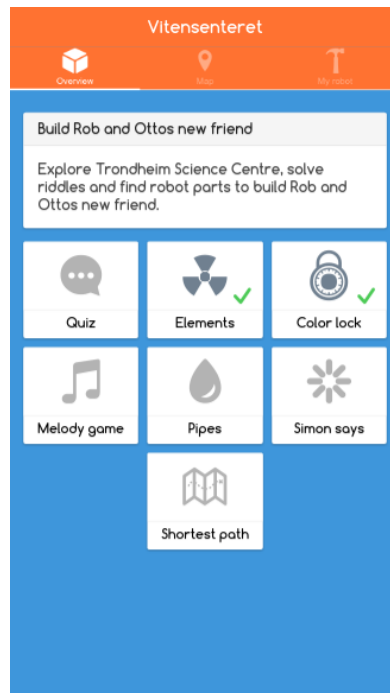 Vitensenteret
Overview
Map
My robot
Build Rob and Ottos new friend
Explore Trondheim Science Centre, solve
riddles and find robot parts to build Rob and
Ottos new friend.
Quiz
Elements
Color lock
Melody game
Pipes
Simon says
Shortest path